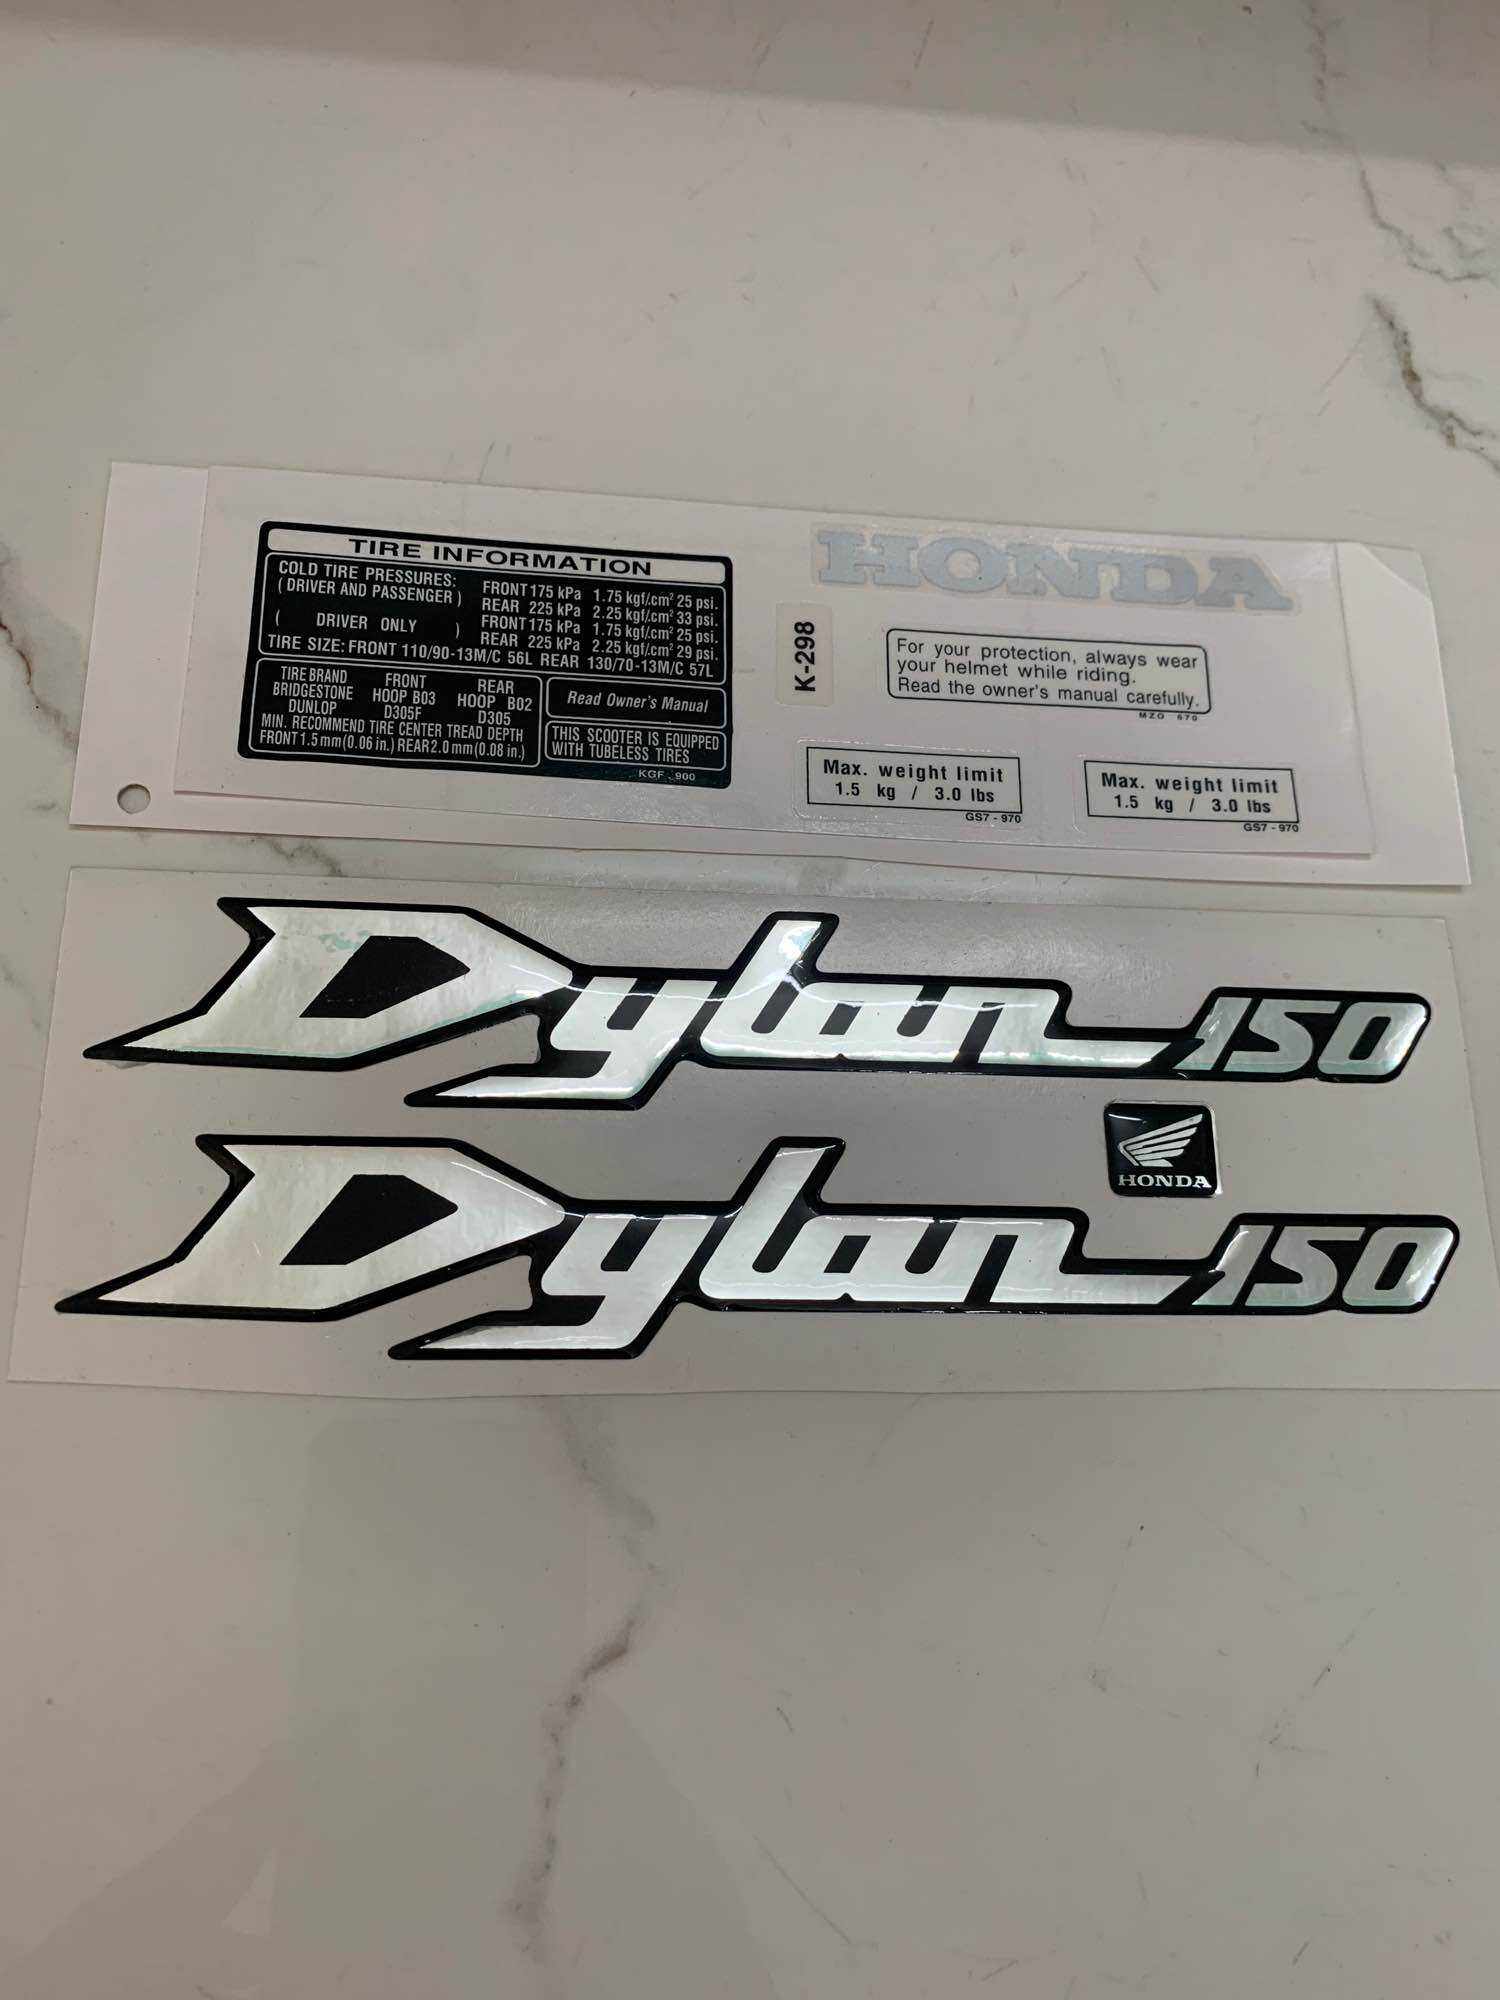 TIRE INFORMATION
COLD TIRE PRESSURES:
( DRIVER AND PASSENGER ) FRONT 175 kPa 1.75 kgf/.cm² 25 psi.
REAR 225 kPa 2.25 kgf/.cm² 33 psi.
( DRIVER ONLY ) FRONT 175 kPa 1.75 kgf/.cm² 25 psi.
REAR 225 kPa 2.25 kgf/.cm² 29 psi.
TIRE SIZE: FRONT 110/90-13M/C 56L REAR 130/70-13M/C 57L
TIRE BRAND FRONT REAR
BRIDGESTONE HOOP B03 HOOP B02
DUNLOP D305F D305
MIN. RECOMMEND TIRE CENTER TREAD DEPTH
FRONT 1.5 mm (0.06 in.) REAR 2.0 mm (0.08 in.)
Read Owner's Manual
THIS SCOOTER IS EQUIPPED
WITH TUBELESS TIRES
KGF - 900
HONDA
K-298
For your protection, always wear
your helmet while riding.
Read the owner's manual carefully.
MZO 670
Max. weight limit
1.5 kg / 3.0 lbs
GS7 - 970
Max. weight limit
1.5 kg / 3.0 lbs
GS7 - 970
Dylan 150
HONDA
Dylan 150